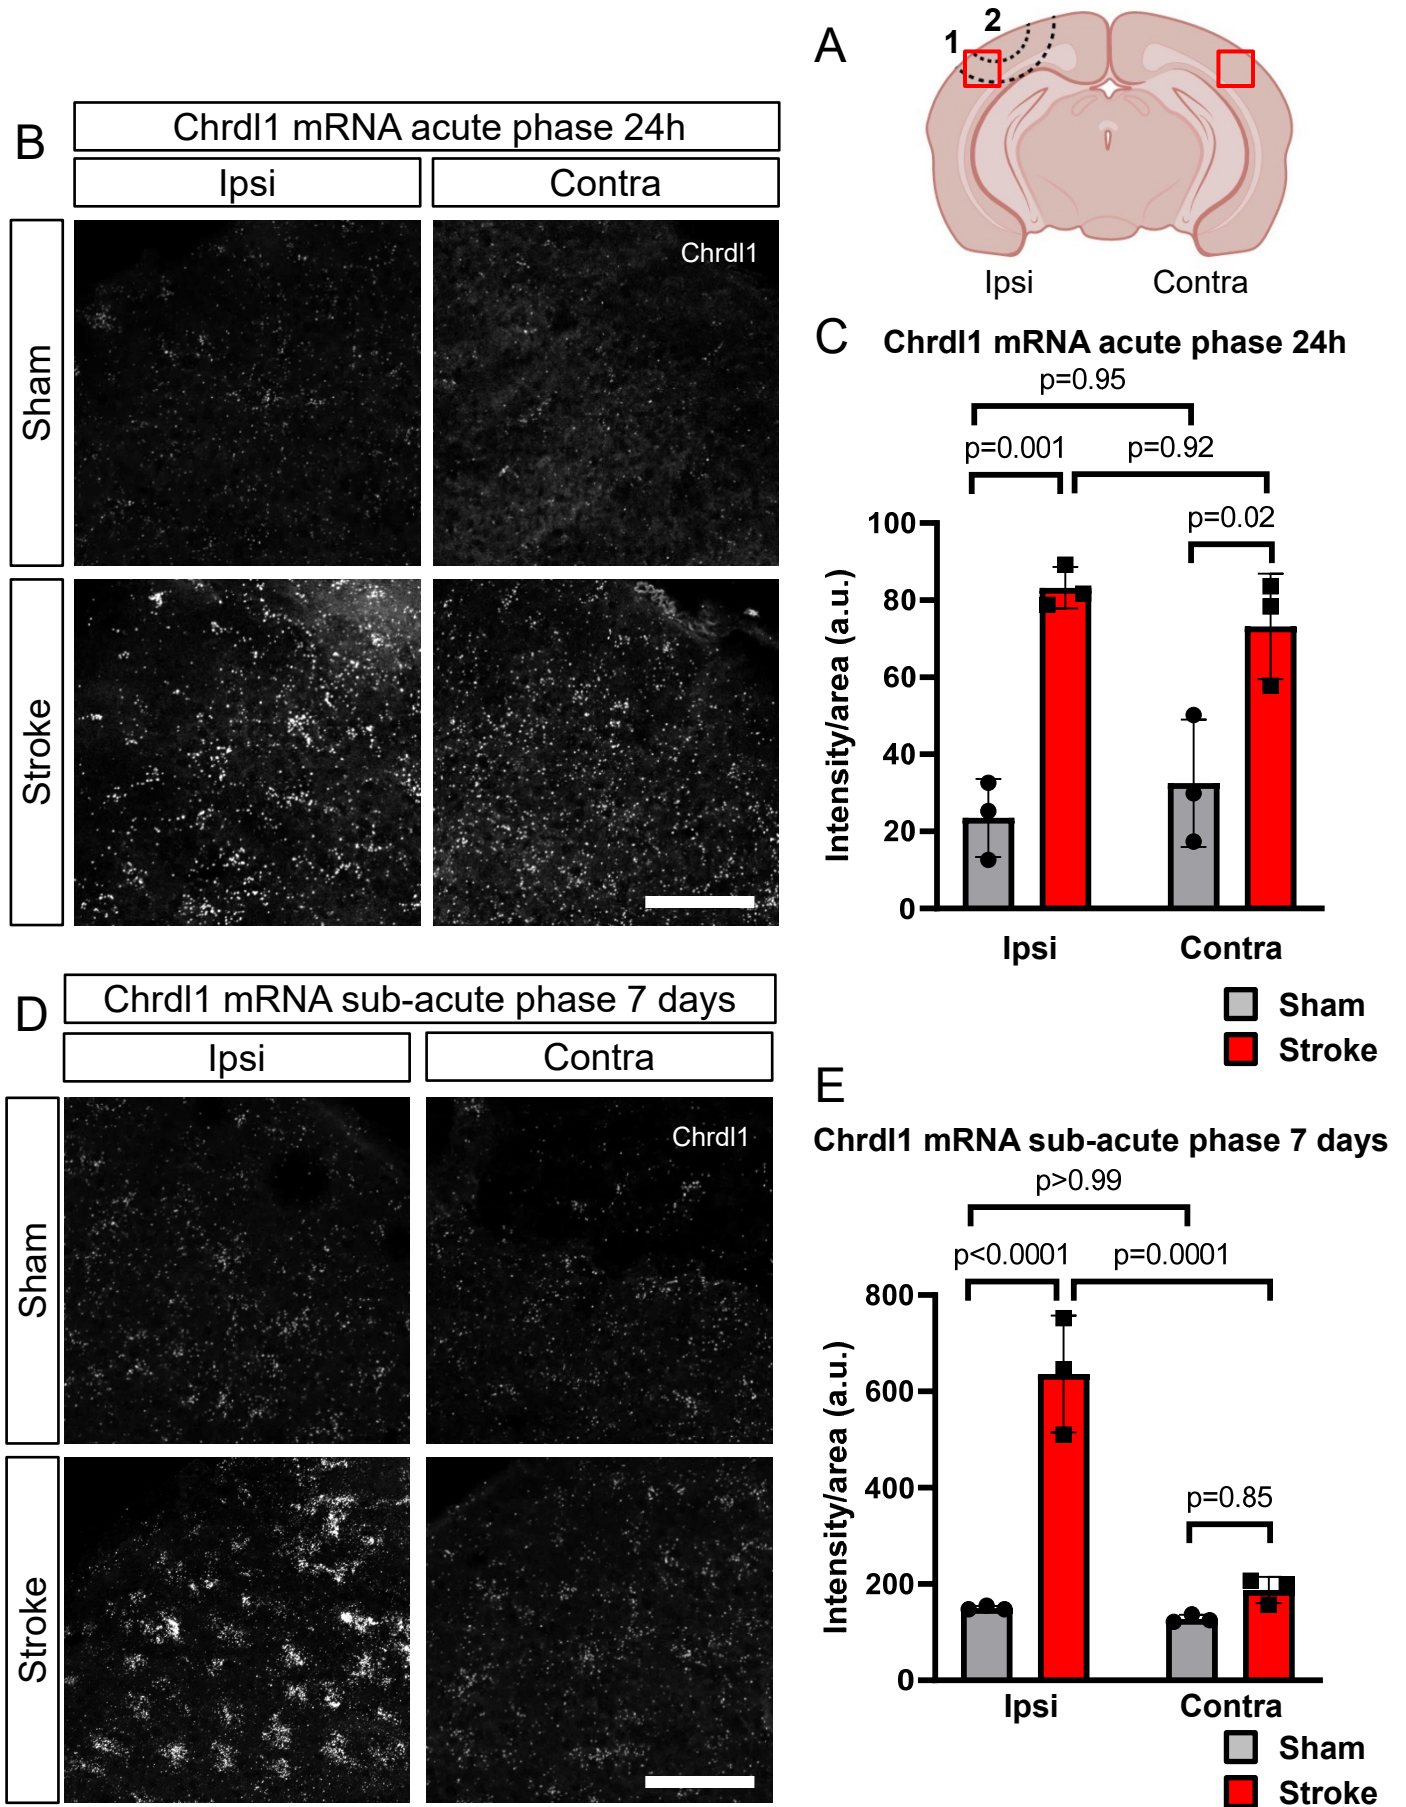 A
1
2
Ipsi
Contra
B
Chrdl1 mRNA acute phase 24h
Ipsi
Contra
Sham
Chrdl1
Stroke
C
Chrdl1 mRNA acute phase 24h
p=0.95
p=0.001
p=0.92
p=0.02
Intensity/area (a.u.)
100
80
60
40
20
0
Ipsi
Contra
Sham
Stroke
D
Chrdl1 mRNA sub-acute phase 7 days
Ipsi
Contra
Sham
Chrdl1
Stroke
E
Chrdl1 mRNA sub-acute phase 7 days
p>0.99
p<0.0001
p=0.0001
p=0.85
Intensity/area (a.u.)
800
600
400
200
0
Ipsi
Contra
Sham
Stroke